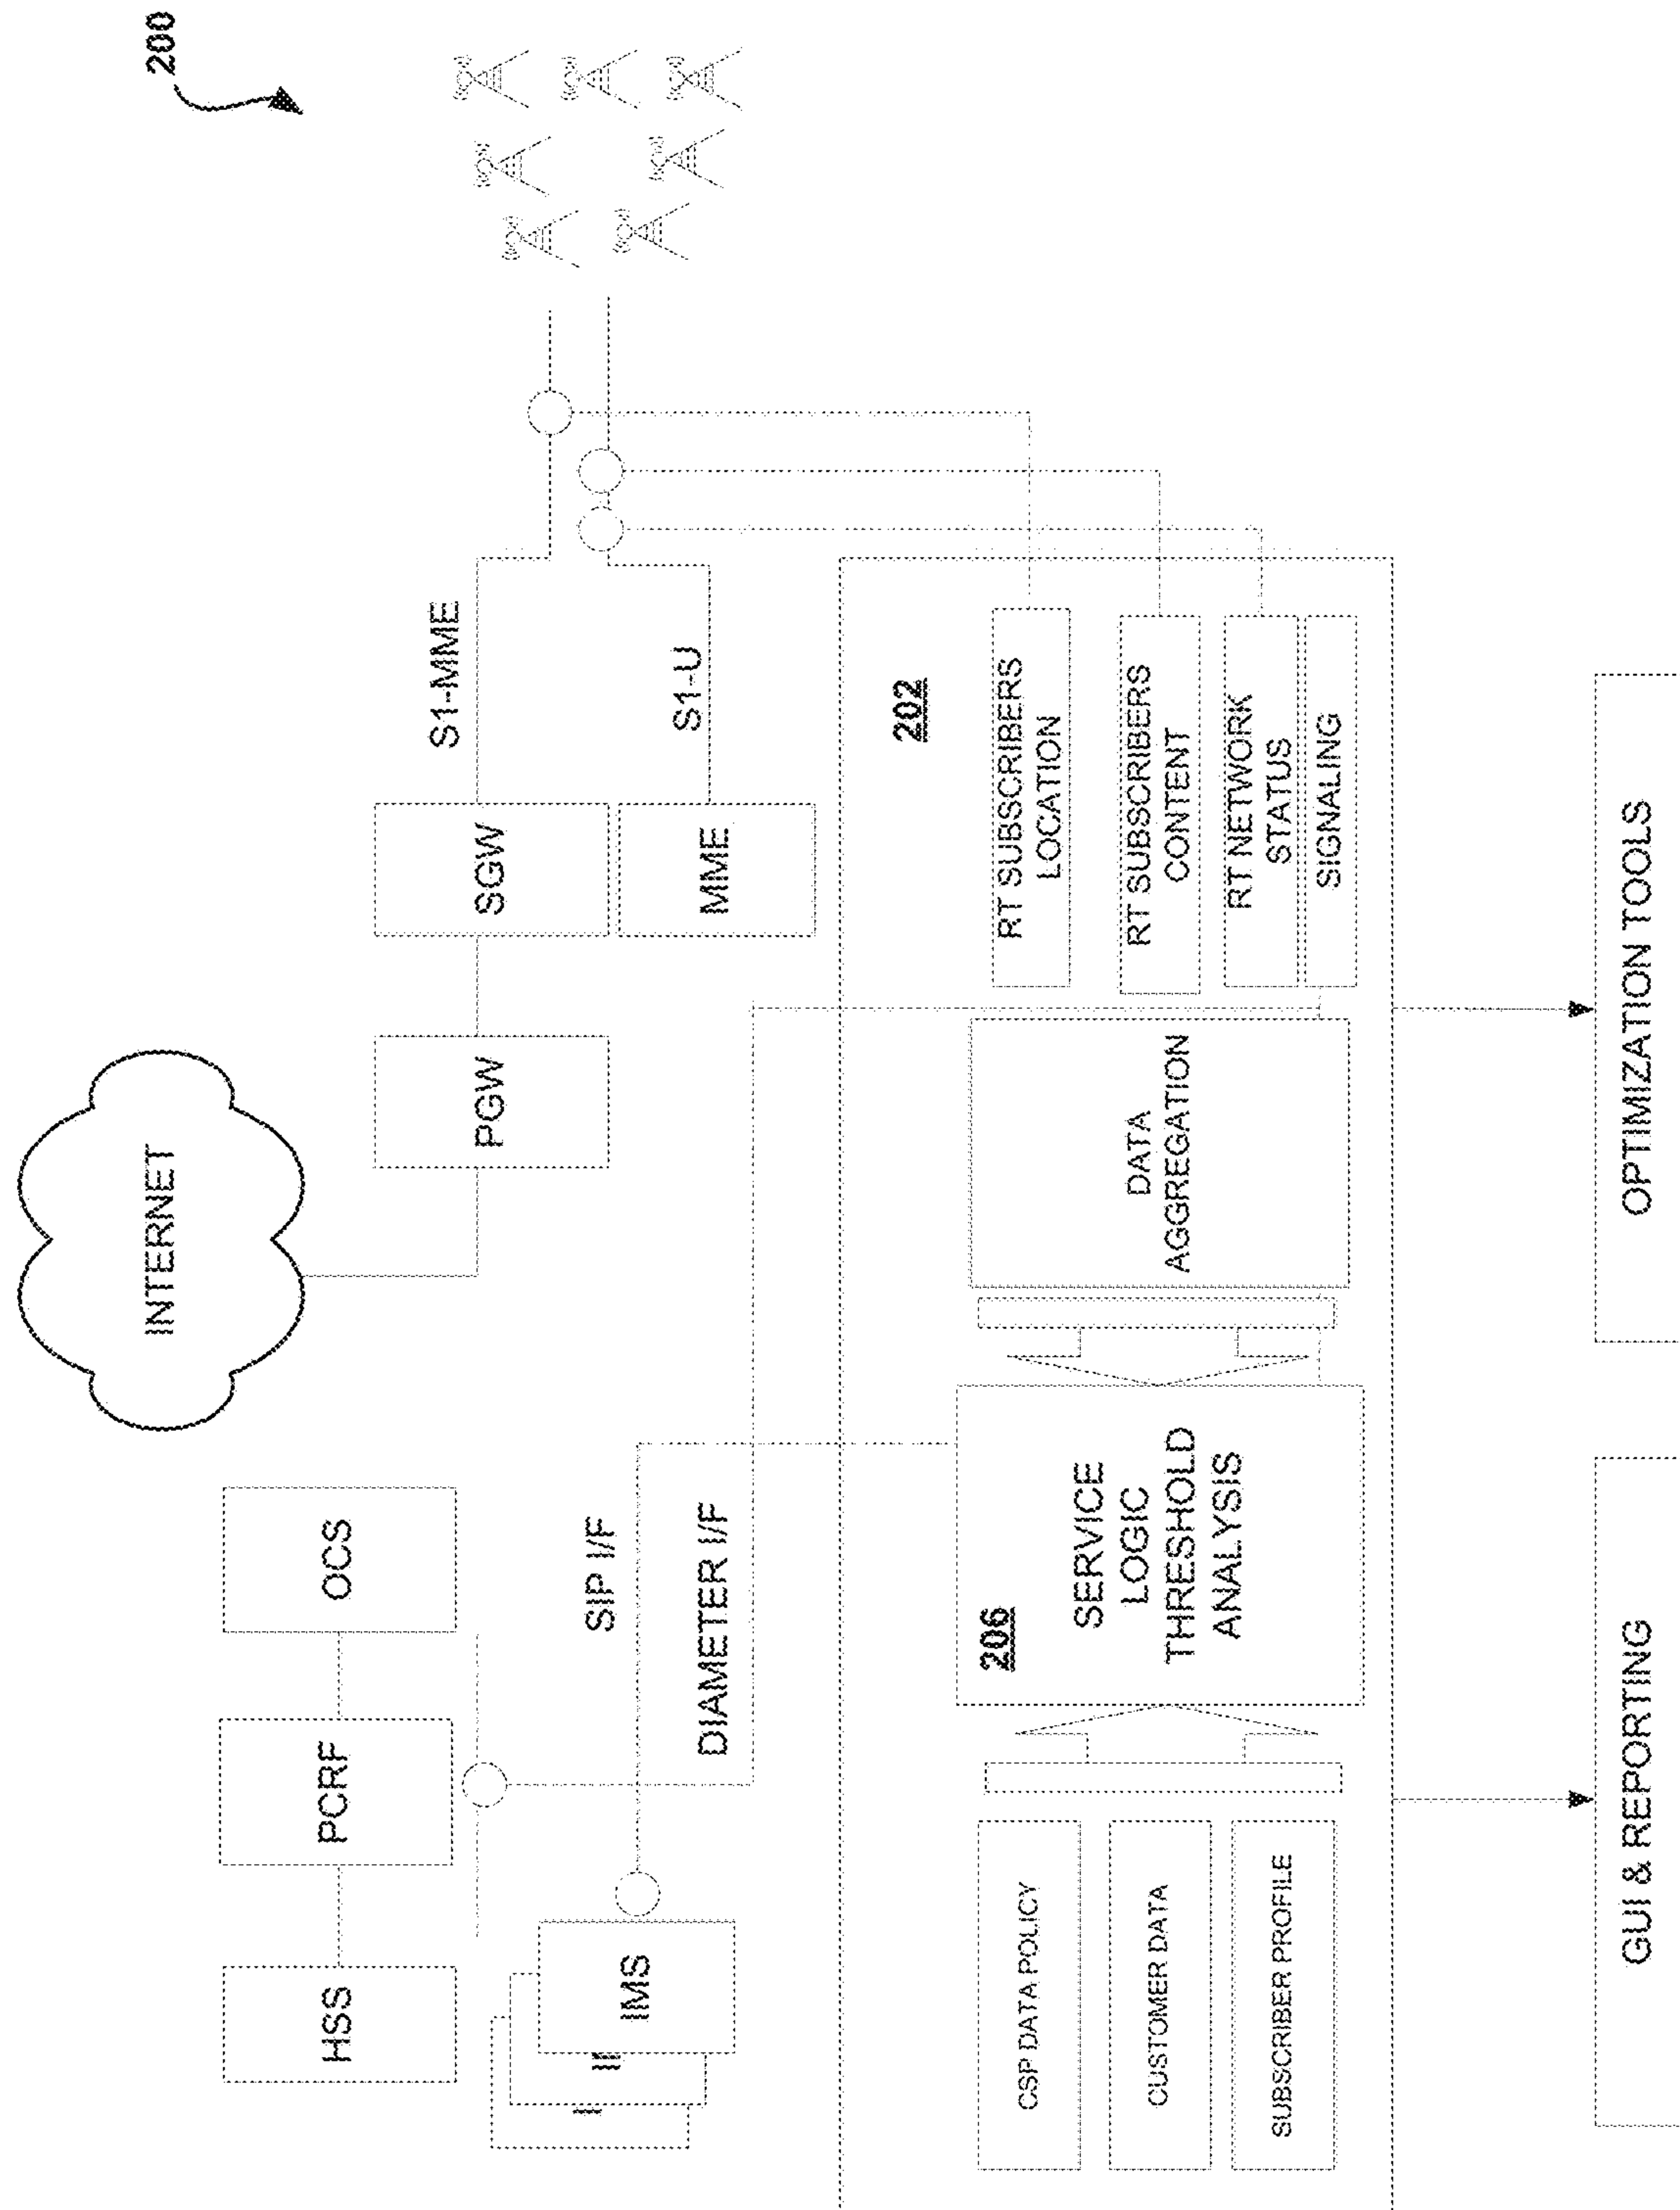 200
INTERNET
HSS
PCRF
OCS
PGW
SGW
S1-MME
IMS
SIP I/F
DIAMETER I/F
MME
S1-U
202
CSP DATA POLICY
CUSTOMER DATA
SUBSCRIBER PROFILE
206
SERVICE
LOGIC
THRESHOLD
ANALYSIS
DATA
AGGREGATION
RT SUBSCRIBERS
LOCATION
RT SUBSCRIBERS
CONTENT
RT NETWORK
STATUS
SIGNALING
GUI & REPORTING
OPTIMIZATION TOOLS